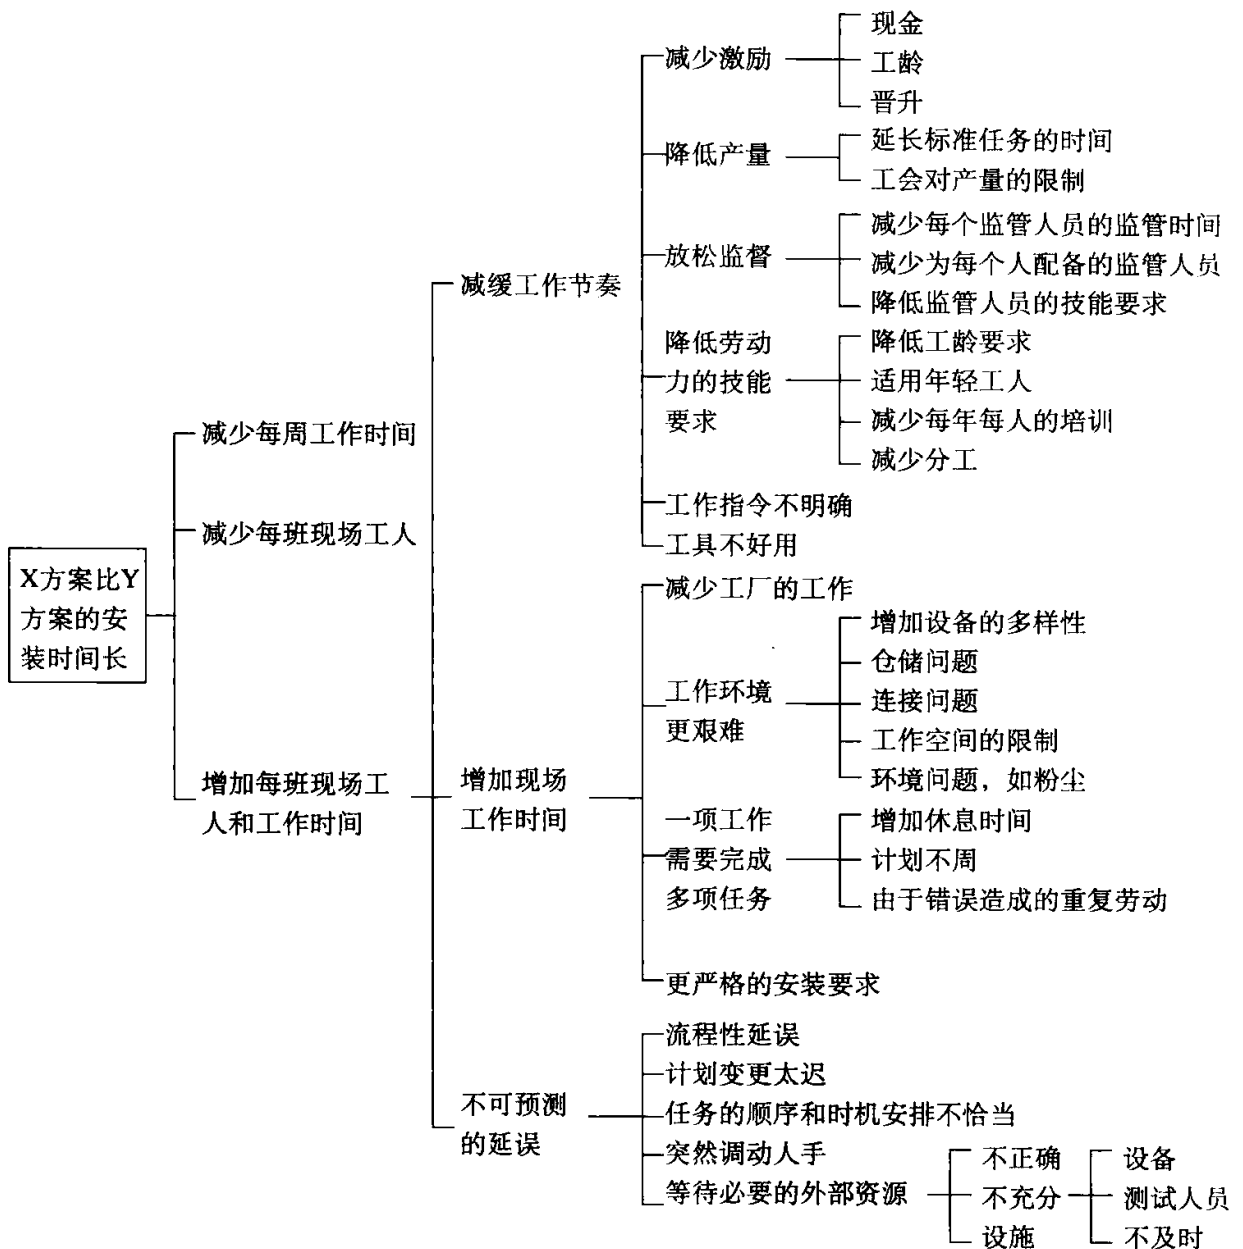 X方案比Y
方案的安
装时间长
减少每周工作时间
减少每班现场工人
增加每班现场工
人和工作时间
减缓工作节奏
增加现场
工作时间
不可预测
的延误
减少激励
现金
工龄
晋升
降低产量
延长标准任务的时间
工会对产量的限制
放松监督
减少每个监管人员的监管时间
减少为每个人配备的监管人员
降低监管人员的技能要求
降低劳动
力的技能
要求
降低工龄要求
适用年轻工人
减少每年每人的培训
减少分工
工作指令不明确
工具不好用
减少工厂的工作
工作环境
更艰难
增加设备的多样性
仓储问题
连接问题
工作空间的限制
环境问题，如粉尘
一项工作
需要完成
多项任务
增加休息时间
计划不周
由于错误造成的重复劳动
更严格的安装要求
流程性延误
计划变更太迟
任务的顺序和时机安排不恰当
突然调动人手
等待必要的外部资源
不正确
不充分
设施
设备
测试人员
不及时